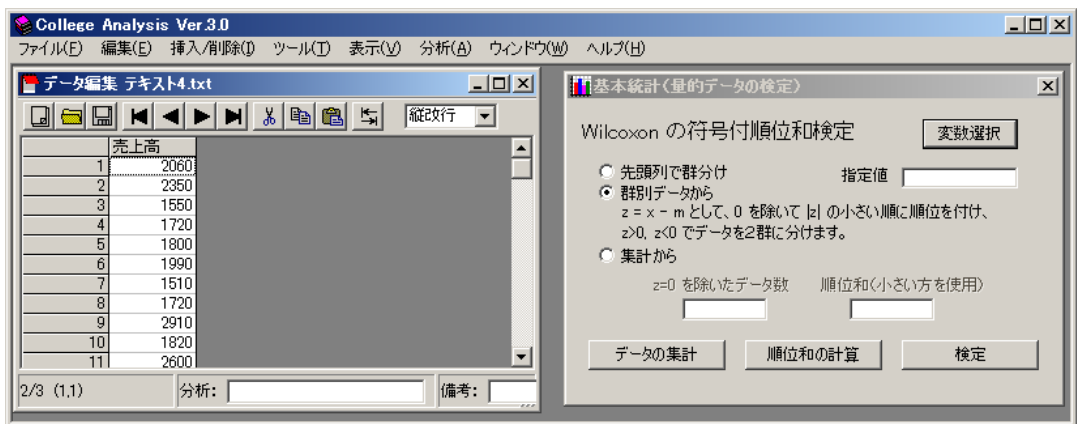 College Analysis Ver.3.0
ファイル(F) 編集(E) 挿入/削除(I) ツール(T) 表示(V) 分析(A) ウィンドウ(W) ヘルプ(H)
データ編集 テキスト4.txt
縦改行
売上高
1 2060
2 2350
3 1550
4 1720
5 1800
6 1990
7 1510
8 1720
9 2910
10 1820
11 2600
2/3 (1,1) 分析: 備考:
基本統計(量的データの検定)
Wilcoxon の符号付順位和検定 変数選択
先頭列で群分け 指定値
群別データから
z = x - m として、0 を除いて |z| の小さい順に順位を付け、
z>0, z<0 でデータを2群に分けます。
集計から
z=0 を除いたデータ数 順位和(小さい方を使用)
データの集計 順位和の計算 検定